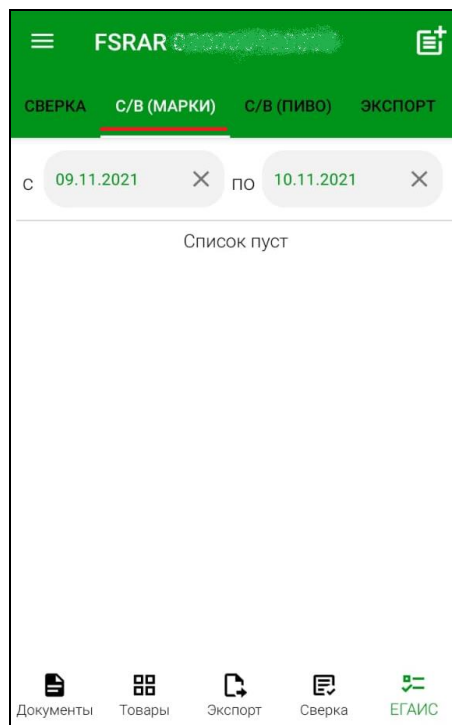 FSRAR
СВЕРКА С/В (МАРКИ) С/В (ПИВО) ЭКСПОРТ
с 09.11.2021 по 10.11.2021
Список пуст
Документы Товары Экспорт Сверка ЕГАИС